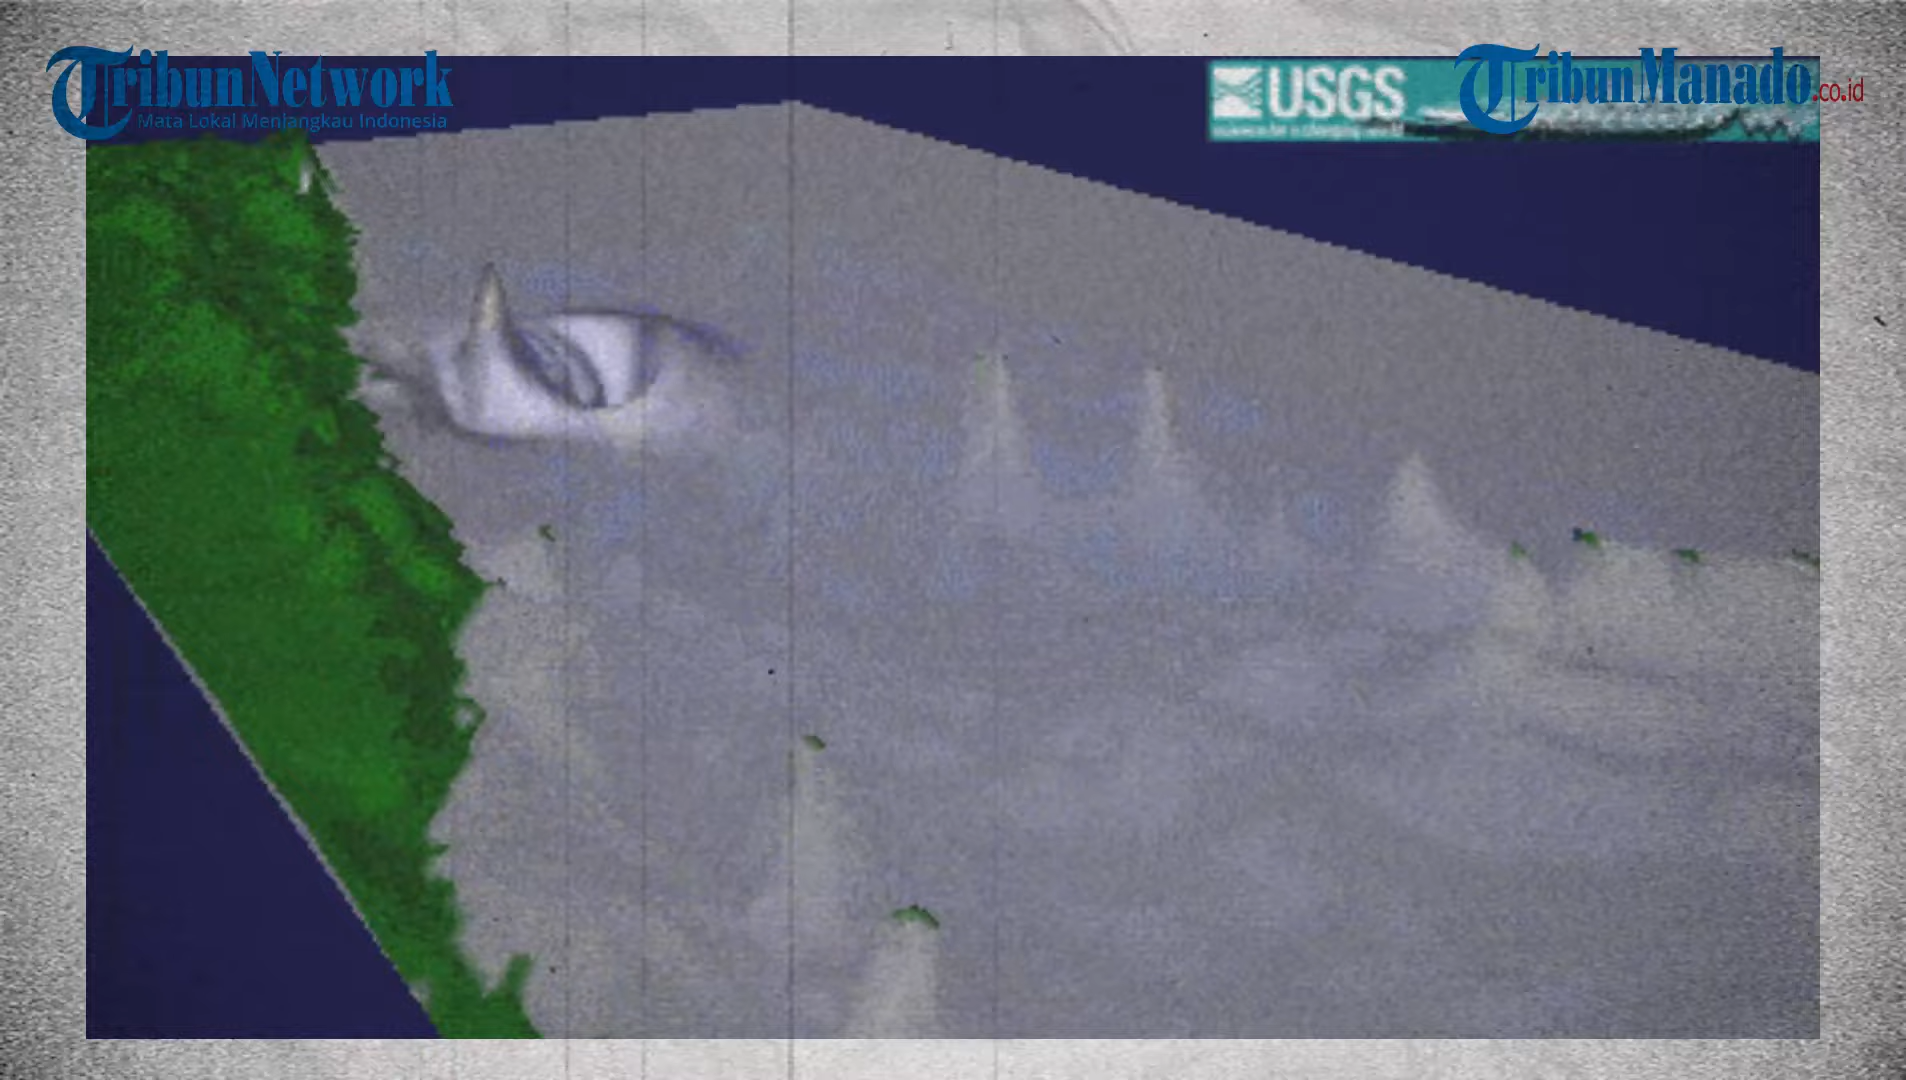 TribunNetwork
Mata Lokal Menjangkau Indonesia
USGS
TribunManado.co.id